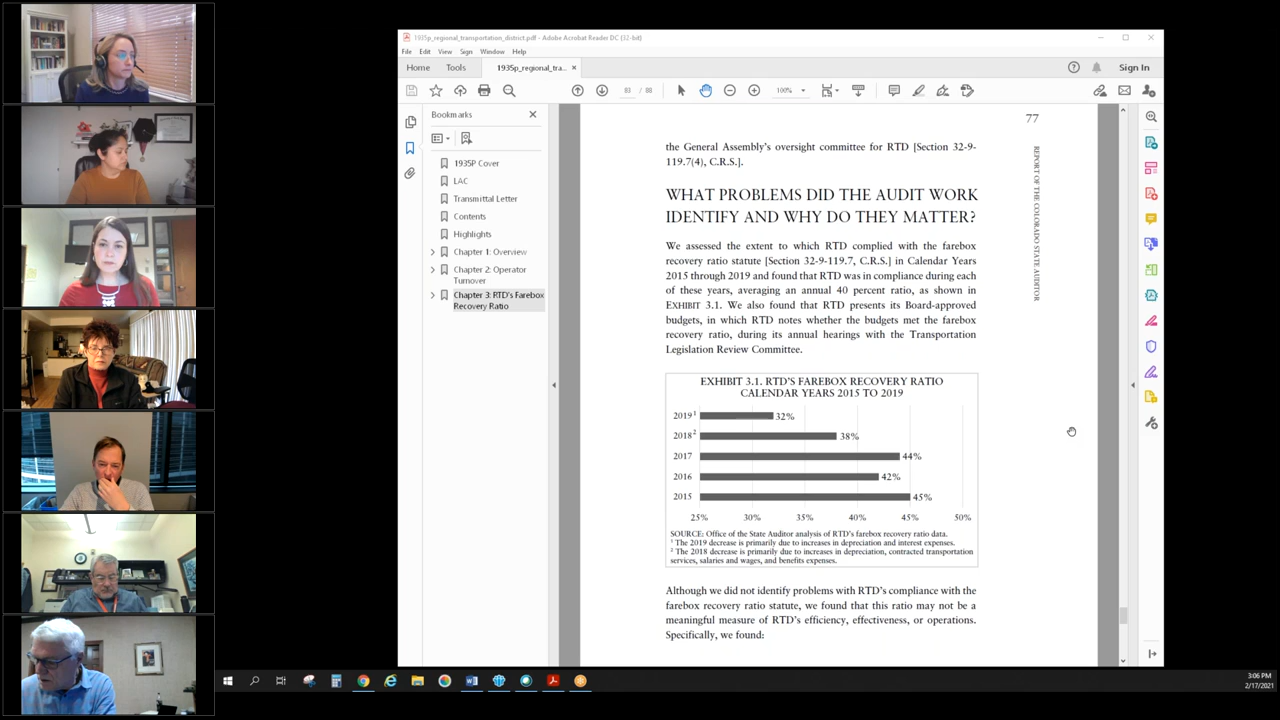 1935p_regional_transportation_district.pdf - Adobe Acrobat Reader DC (32-bit)
File Edit View Sign Window Help
Home Tools 1935p_regional_tra... × Sign In
83 / 88 100%
Bookmarks
1935P Cover
LAC
Transmittal Letter
Contents
Highlights
Chapter 1: Overview
Chapter 2: Operator
Turnover
Chapter 3: RTD's Farebox
Recovery Ratio
77
REPORT OF THE COLORADO STATE AUDITOR
the General Assembly's oversight committee for RTD [Section 32-9-
119.7(4), C.R.S.].
WHAT PROBLEMS DID THE AUDIT WORK
IDENTIFY AND WHY DO THEY MATTER?
We assessed the extent to which RTD complied with the farebox
recovery ratio statute [Section 32-9-119.7, C.R.S.] in Calendar Years
2015 through 2019 and found that RTD was in compliance during each
of these years, averaging an annual 40 percent ratio, as shown in
EXHIBIT 3.1. We also found that RTD presents its Board-approved
budgets, in which RTD notes whether the budgets met the farebox
recovery ratio, during its annual hearings with the Transportation
Legislation Review Committee.
EXHIBIT 3.1. RTD'S FAREBOX RECOVERY RATIO
CALENDAR YEARS 2015 TO 2019
2019¹ 32%
2018² 38%
2017 44%
2016 42%
2015 45%
25% 30% 35% 40% 45% 50%
SOURCE: Office of the State Auditor analysis of RTD's farebox recovery ratio data.
¹ The 2019 decrease is primarily due to increases in depreciation and interest expenses.
² The 2018 decrease is primarily due to increases in depreciation, contracted transportation
services, salaries and wages, and benefits expenses.
Although we did not identify problems with RTD's compliance with the
farebox recovery ratio statute, we found that this ratio may not be a
meaningful measure of RTD's efficiency, effectiveness, or operations.
Specifically, we found:
3:06 PM
2/17/2021